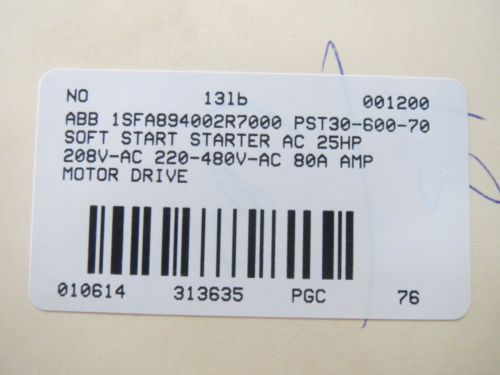 NO 13lb 001200
ABB 1SFA894002R7000 PST30-600-70
SOFT START STARTER AC 25HP
208V-AC 220-480V-AC 80A AMP
MOTOR DRIVE
010614 313635 PGC 76